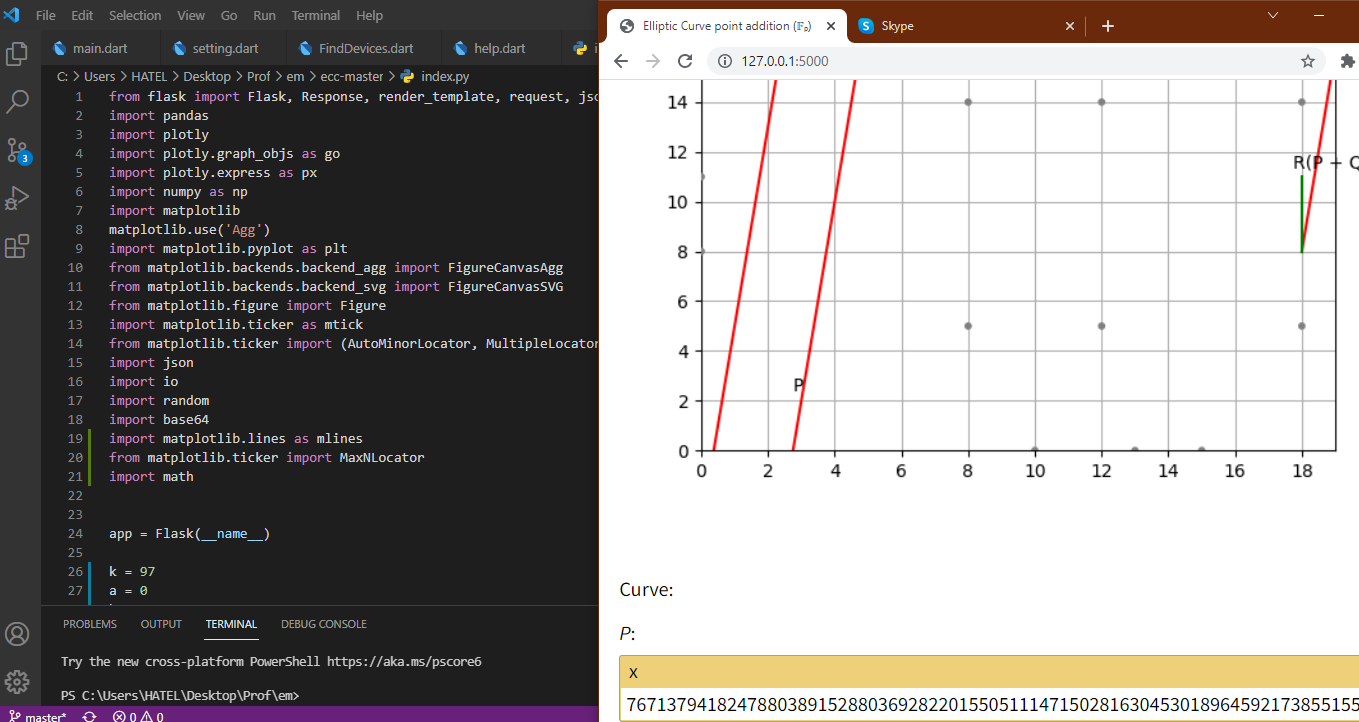 File Edit Selection View Go Run Terminal Help
main.dart setting.dart FindDevices.dart help.dart
C: > Users > HATEL > Desktop > Prof > em > ecc-master > index.py
1 from flask import Flask, Response, render_template, request,
2 import pandas
3 import plotly
4 import plotly.graph_objs as go
5 import plotly.express as px
6 import numpy as np
7 import matplotlib
8 matplotlib.use('Agg')
9 import matplotlib.pyplot as plt
10 from matplotlib.backends.backend_agg import FigureCanvasAgg
11 from matplotlib.backends.backend_svg import FigureCanvasSVG
12 from matplotlib.figure import Figure
13 import matplotlib.ticker as mtick
14 from matplotlib.ticker import (AutoMinorLocator, MultipleLocator
15 import json
16 import io
17 import random
18 import base64
19 import matplotlib.lines as mlines
20 from matplotlib.ticker import MaxNLocator
21 import math
22
23
24 app = Flask(__name__)
25
26 k = 97
27 a = 0
3
PROBLEMS OUTPUT TERMINAL DEBUG CONSOLE
Try the new cross-platform PowerShell https://aka.ms/pscore6
PS C:\Users\HATEL\Desktop\Prof\em>
master* 0 0
Elliptic Curve point addition (𝔽ₚ) Skype
127.0.0.1:5000
14
12
R(P + Q
10
8
6
4
P
2
0
0 2 4 6 8 10 12 14 16 18
Curve:
P:
x